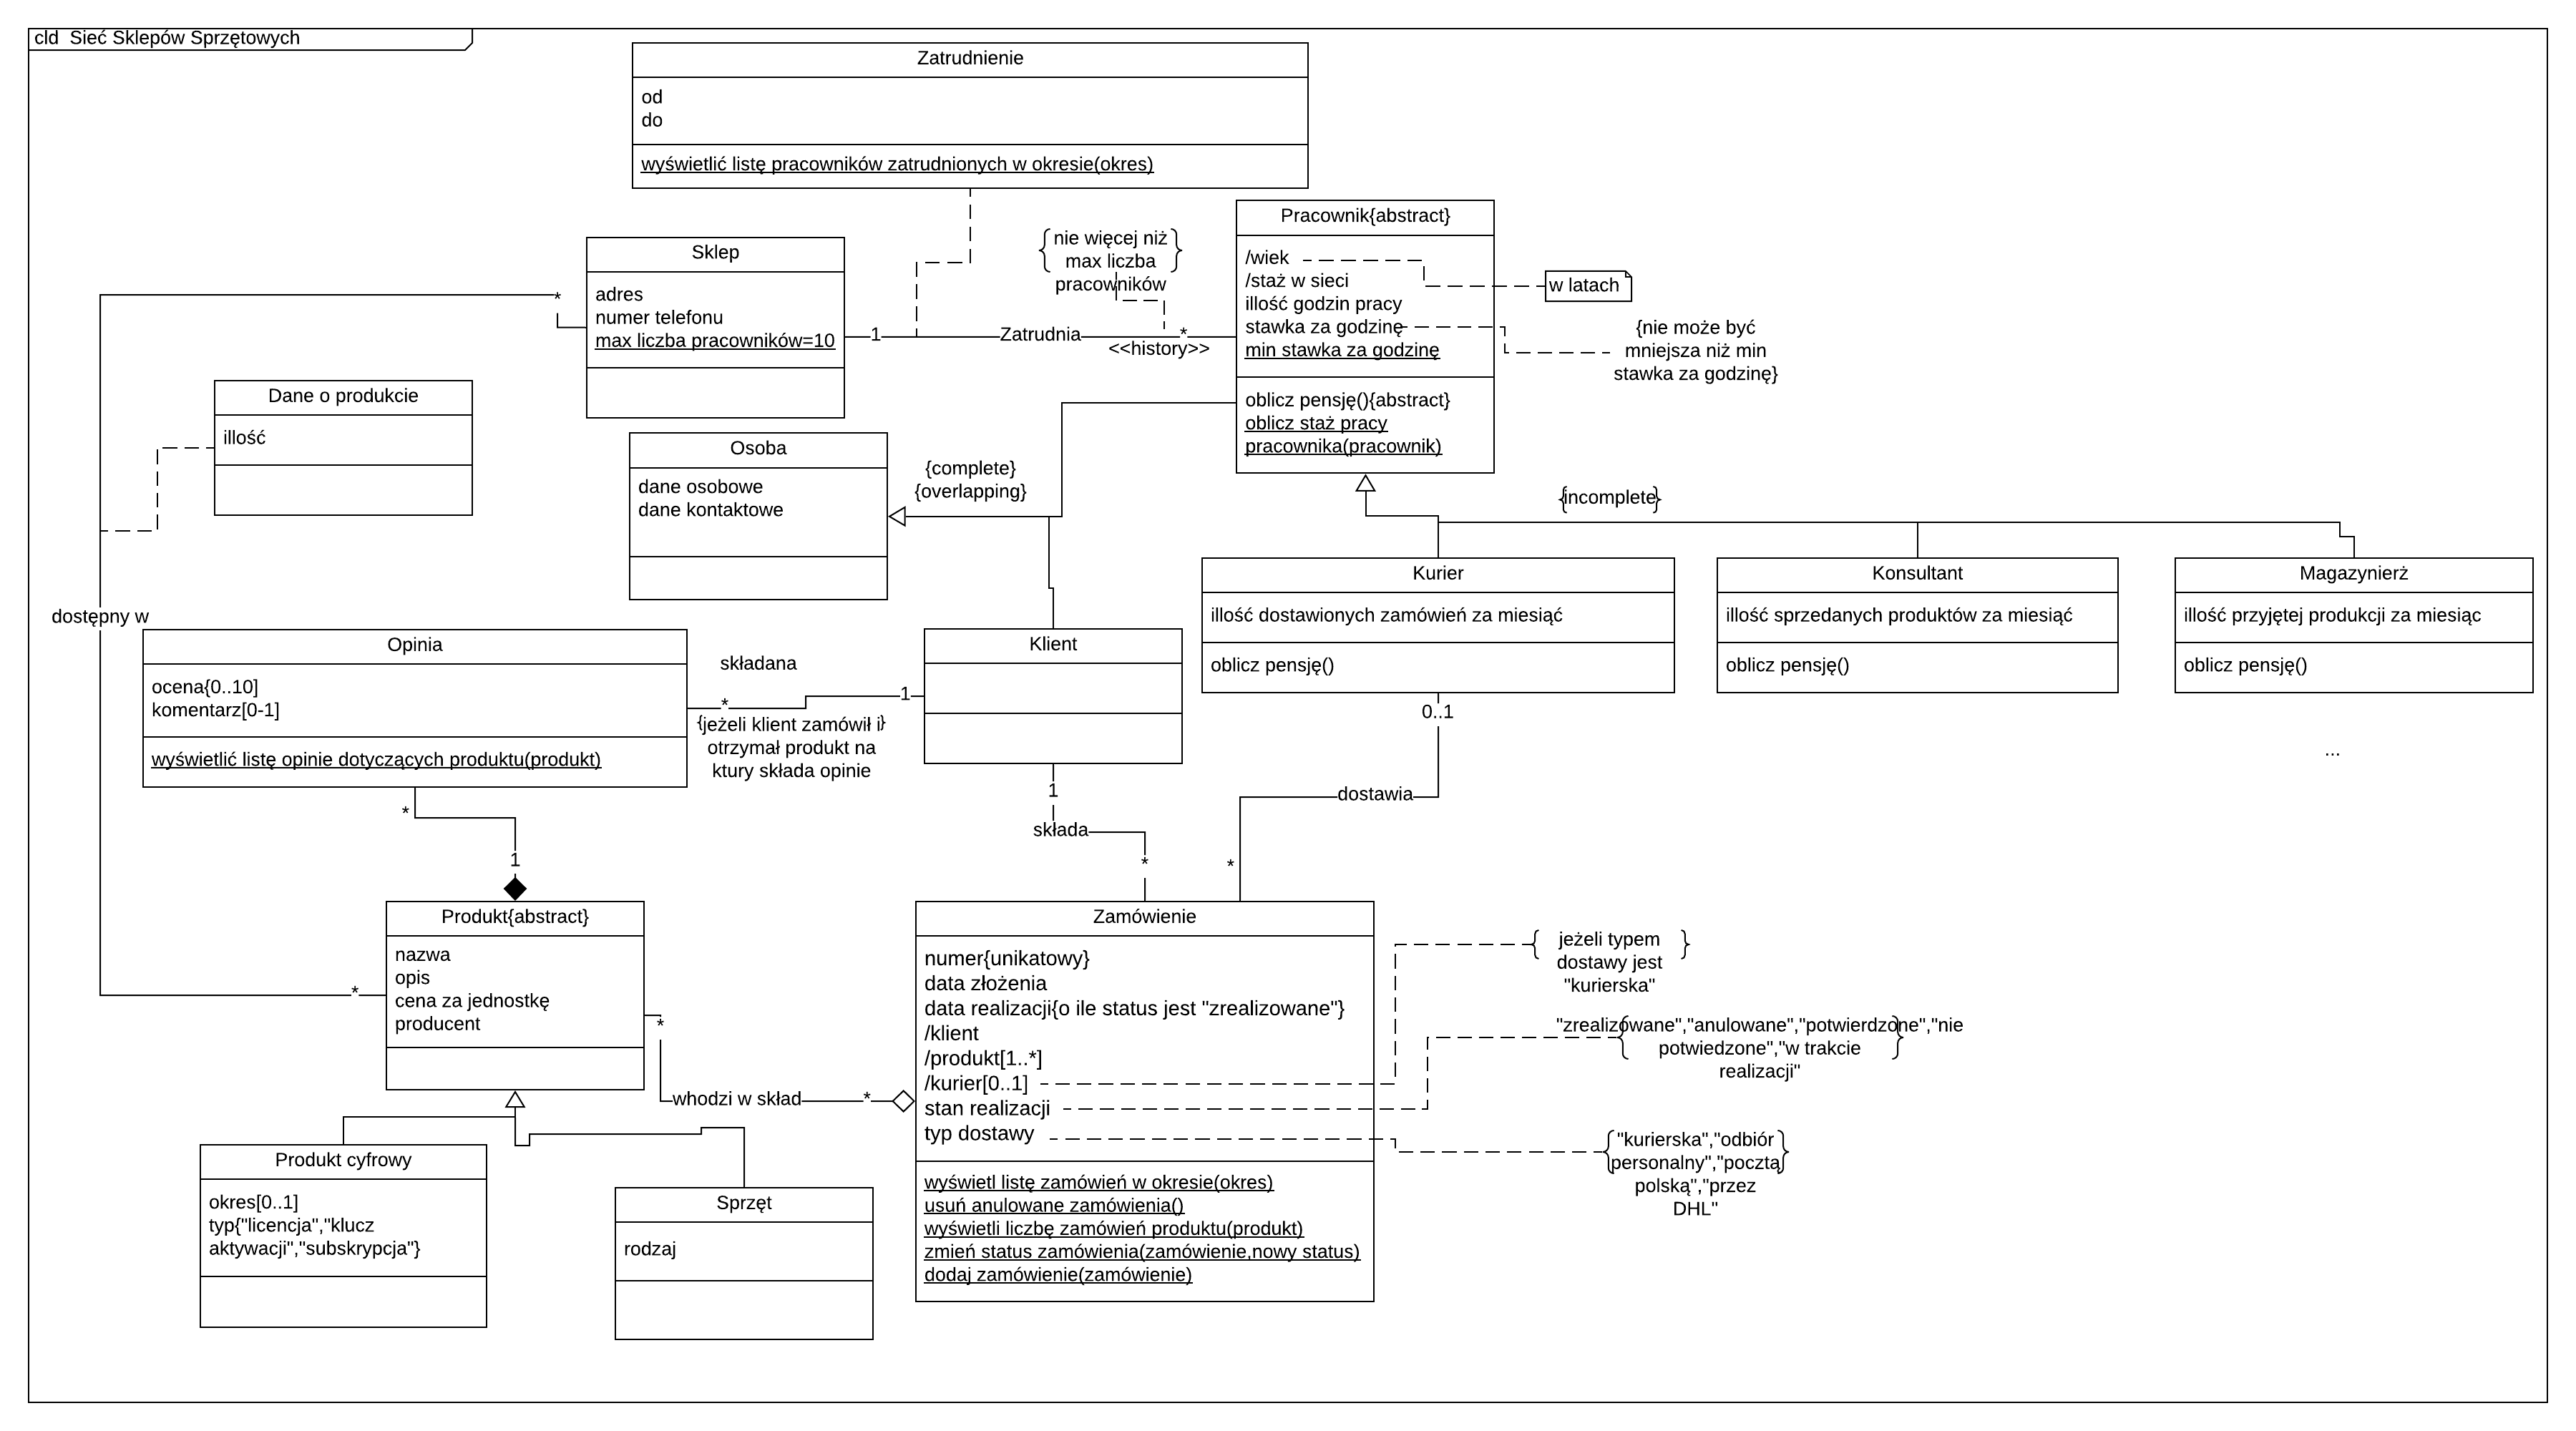 cld  Sieć Sklepów Sprzętowych
Zatrudnienie
od
do
wyświetlić listę pracowników zatrudnionych w okresie(okres)
Sklep
adres
numer telefonu
max liczba pracowników=10
*
1
Zatrudnia
*
<<history>>
{nie więcej niż}
max liczba
pracowników
Pracownik{abstract}
/wiek
/staż w sieci
illość godzin pracy
stawka za godzinę
min stawka za godzinę
oblicz pensję(){abstract}
oblicz staż pracy
pracownika(pracownik)
w latach
{nie może być
mniejsza niż min
stawka za godzinę}
Dane o produkcie
illość
Osoba
dane osobowe
dane kontaktowe
{complete}
{overlapping}
{incomplete}
Kurier
illość dostawionych zamówień za miesiąć
oblicz pensję()
Konsultant
illość sprzedanych produktów za miesiąć
oblicz pensję()
Magazynierż
illość przyjętej produkcji za miesiąc
oblicz pensję()
...
dostępny w
Opinia
ocena{0..10]
komentarz[0-1]
wyświetlić listę opinie dotyczących produktu(produkt)
składana
*
1
{jeżeli klient zamówił i}
otrzymał produkt na
ktury składa opinie
Klient
1
składa
*
0..1
dostawia
*
*
1
Produkt{abstract}
nazwa
opis
cena za jednostkę
producent
*
*
whodzi w skład
*
Zamówienie
numer{unikatowy}
data złożenia
data realizacji{o ile status jest "zrealizowane"}
/klient
/produkt[1..*]
/kurier[0..1]
stan realizacji
typ dostawy
wyświetl listę zamówień w okresie(okres)
usuń anulowane zamówienia()
wyświetli liczbę zamówień produktu(produkt)
zmień status zamówienia(zamówienie,nowy status)
dodaj zamówienie(zamówienie)
{jeżeli typem}
dostawy jest
"kurierska"
"zrealizowane","anulowane","potwierdzone","nie
{potwiedzone","w trakcie}
realizacji"
{"kurierska","odbiór}
personalny","pocztą
polską","przez
DHL"
Produkt cyfrowy
okres[0..1]
typ{"licencja","klucz
aktywacji","subskrypcja"}
Sprzęt
rodzaj